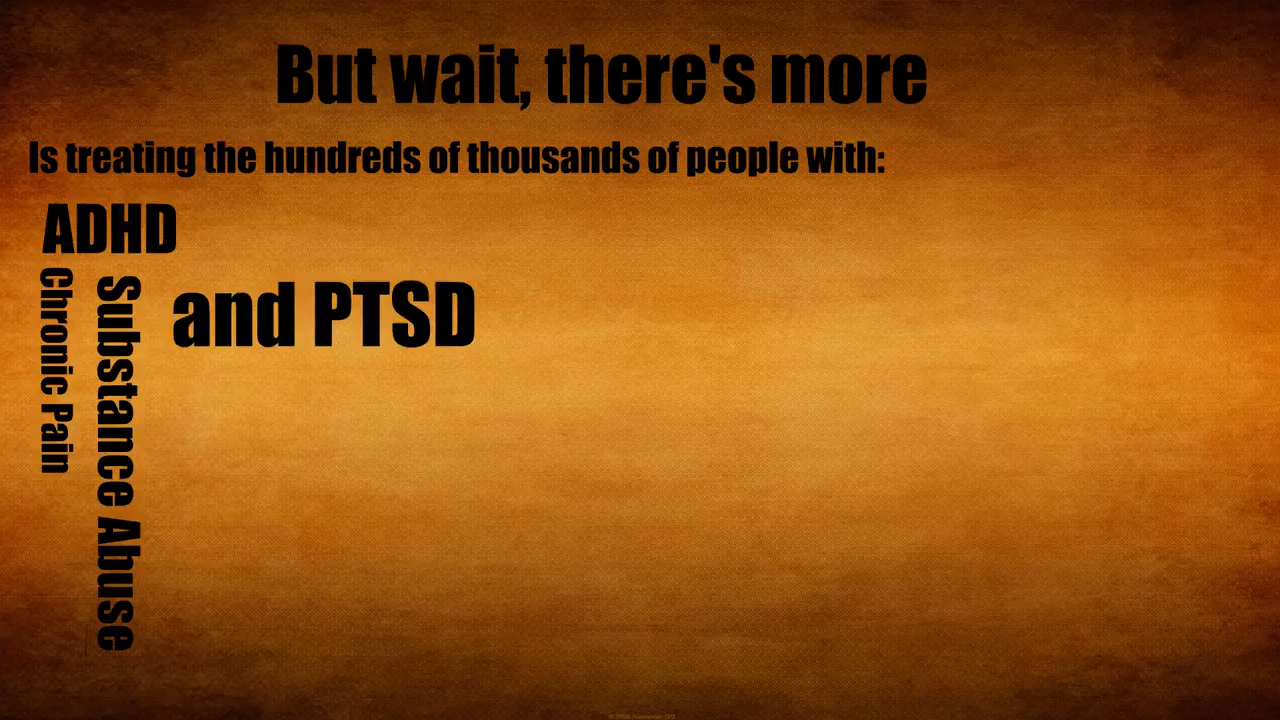 But wait, there's more
Is treating the hundreds of thousands of people with:
ADHD
Chronic Pain
Substance Abuse
and PTSD